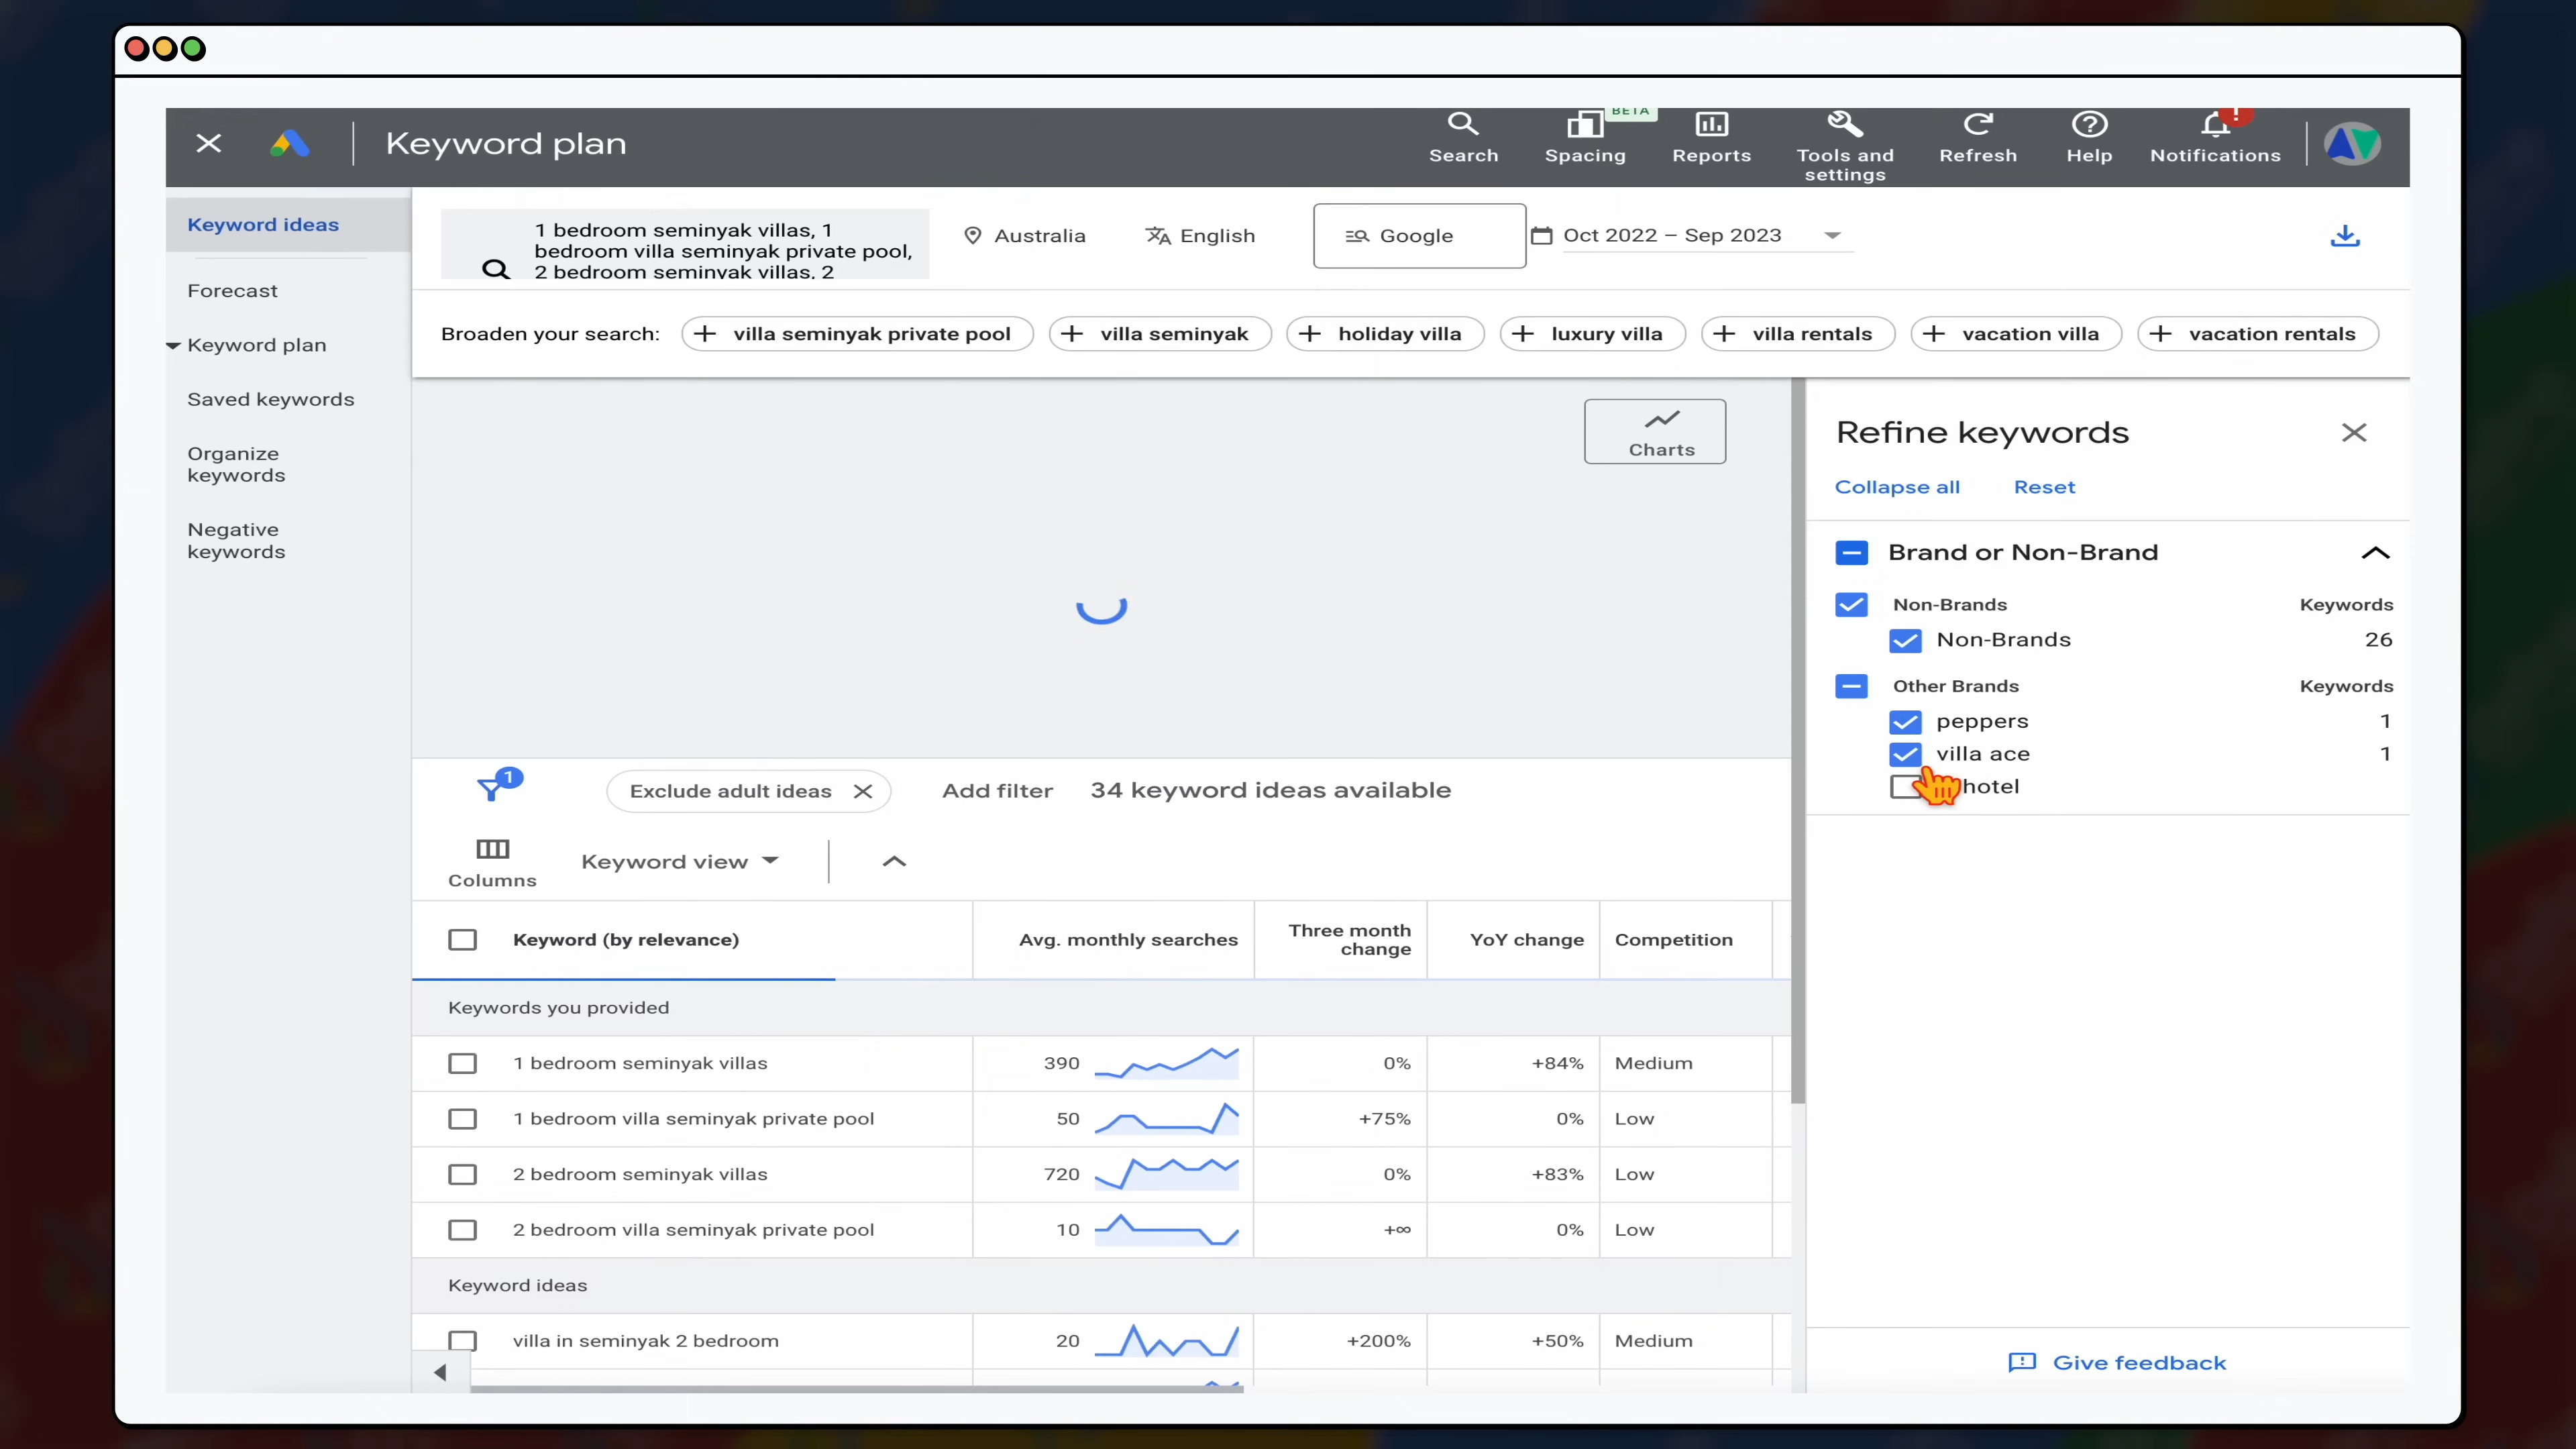 Keyword plan
BETA
Search
Spacing
Reports
Tools and
settings
Refresh
Help
Notifications
Keyword ideas
Forecast
Keyword plan
Saved keywords
Organize
keywords
Negative
keywords
1 bedroom seminyak villas, 1
bedroom villa seminyak private pool,
2 bedroom seminyak villas, 2
Australia
English
Google
Oct 2022 – Sep 2023
Broaden your search:
villa seminyak private pool
villa seminyak
holiday villa
luxury villa
villa rentals
vacation villa
vacation rentals
Charts
1
Exclude adult ideas
Add filter
34 keyword ideas available
Columns
Keyword view
Keyword (by relevance)
Avg. monthly searches
Three month
change
YoY change
Competition
Keywords you provided
1 bedroom seminyak villas 390 0% +84% Medium
1 bedroom villa seminyak private pool 50 +75% 0% Low
2 bedroom seminyak villas 720 0% +83% Low
2 bedroom villa seminyak private pool 10 +∞ 0% Low
Keyword ideas
villa in seminyak 2 bedroom 20 +200% +50% Medium
Refine keywords
Collapse all
Reset
Brand or Non-Brand
Non-Brands Keywords
Non-Brands 26
Other Brands Keywords
peppers 1
villa ace 1
hotel
Give feedback